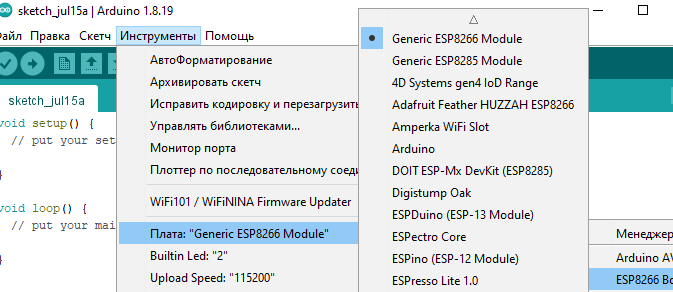 sketch_jul15a | Arduino 1.8.19
Файл Правка Скетч Инструменты Помощь
sketch_jul15a
void setup() {
// put your set
}
void loop() {
// put your mai
АвтоФорматирование
Архивировать скетч
Исправить кодировку и перезагрузит
Управлять библиотеками...
Монитор порта
Плоттер по последовательному соеди
WiFi101 / WiFiNINA Firmware Updater
Плата: "Generic ESP8266 Module"
Builtin Led: "2"
Upload Speed: "115200"
Generic ESP8266 Module
Generic ESP8285 Module
4D Systems gen4 IoD Range
Adafruit Feather HUZZAH ESP8266
Amperka WiFi Slot
Arduino
DOIT ESP-Mx DevKit (ESP8285)
Digistump Oak
ESPDuino (ESP-13 Module)
ESPectro Core
ESPino (ESP-12 Module)
ESPresso Lite 1.0
Менеджер
Arduino AV
ESP8266 Bo